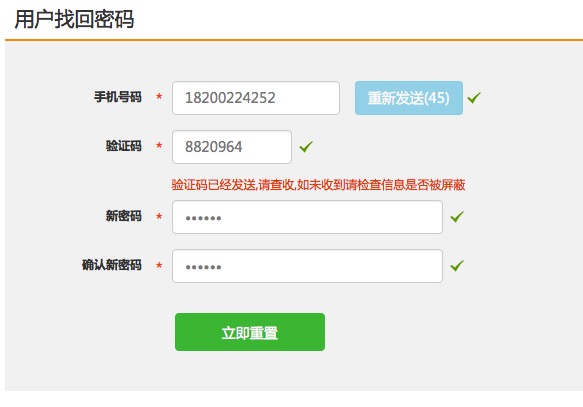 用户找回密码
手机号码 * 18200224252 重新发送(45)
验证码 * 8820964
验证码已经发送,请查收,如未收到请检查信息是否被屏蔽
新密码 * ••••••
确认新密码 * ••••••
立即重置